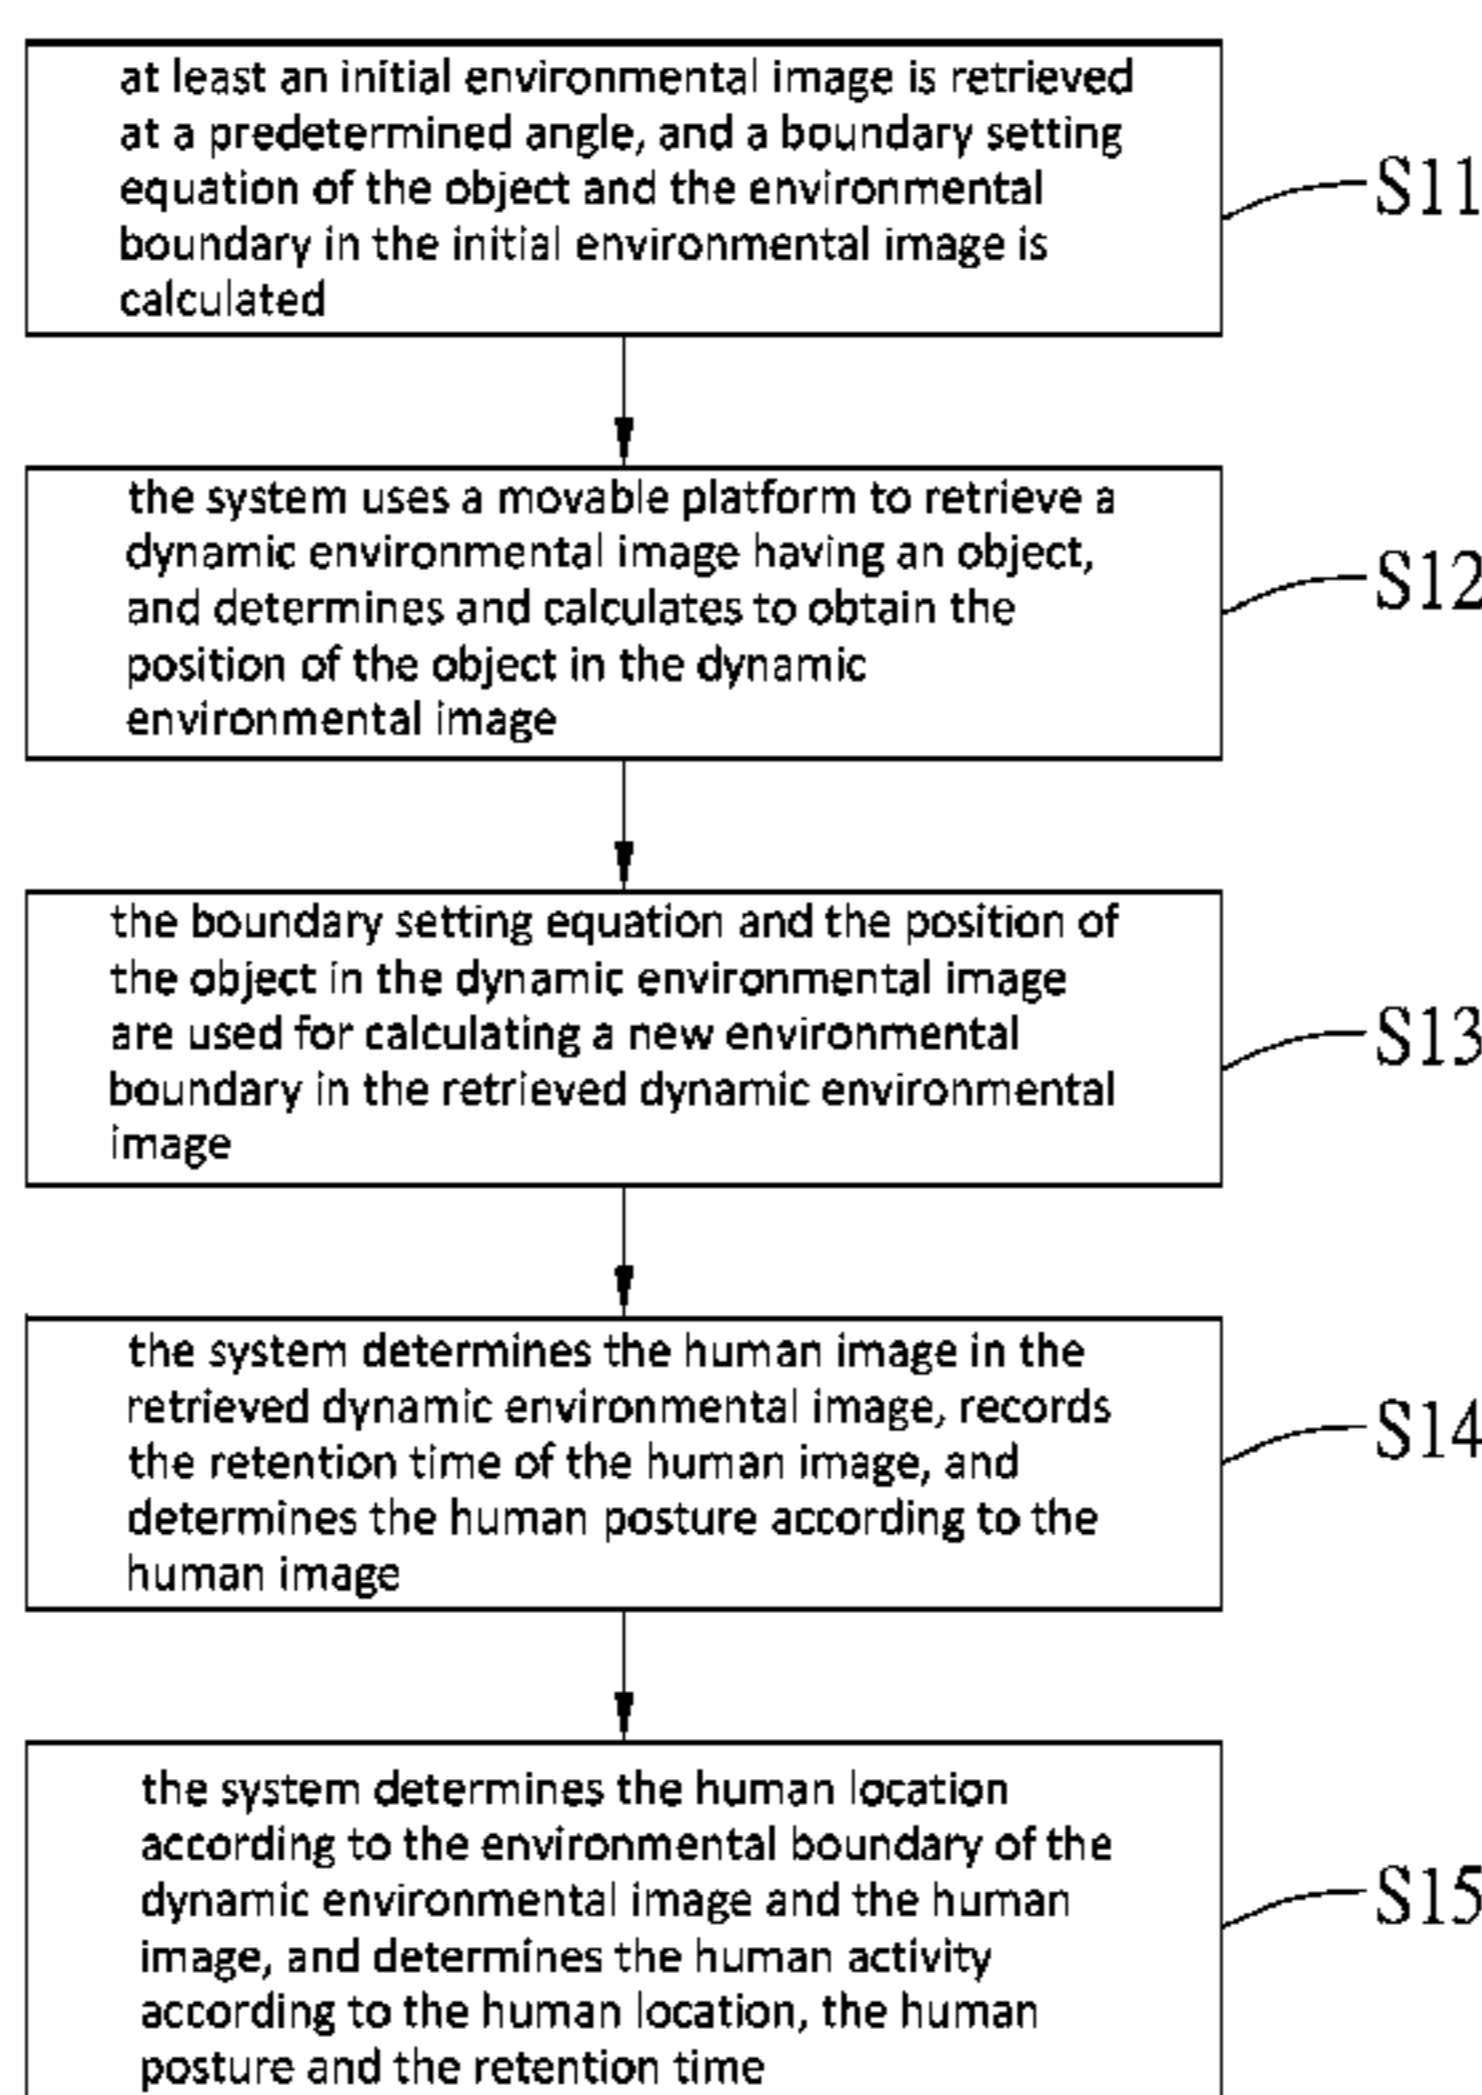 at least an initial environmental image is retrieved
at a predetermined angle, and a boundary setting
equation of the object and the environmental
boundary in the initial environmental image is
calculated
S11
the system uses a movable platform to retrieve a
dynamic environmental image having an object,
and determines and calculates to obtain the
position of the object in the dynamic
environmental image
S12
the boundary setting equation and the position of
the object in the dynamic environmental image
are used for calculating a new environmental
boundary in the retrieved dynamic environmental
image
S13
the system determines the human image in the
retrieved dynamic environmental image, records
the retention time of the human image, and
determines the human posture according to the
human image
S14
the system determines the human location
according to the environmental boundary of the
dynamic environmental image and the human
image, and determines the human activity
according to the human location, the human
posture and the retention time
S15